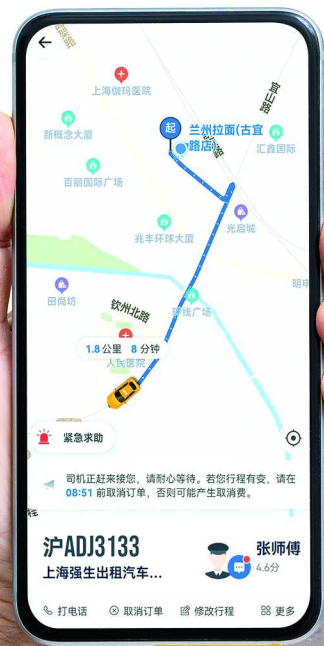 宜山路
上海伽玛医院
起
兰州拉面(古宜
路店)
新概念大厦
汇鑫国际
百丽国际广场
光启城
兆丰环球大厦
田尚坊
明申
钦州北路
环线广场
1.8公里 8分钟
人民医院
紧急求助
司机正赶来接您，请耐心等待。若您行程有变，请在
08:51 前取消订单，否则可能产生取消费。
程
沪ADJ3133
上海强生出租汽车...
张师傅
4.6分
打电话
取消订单
修改行程
更多